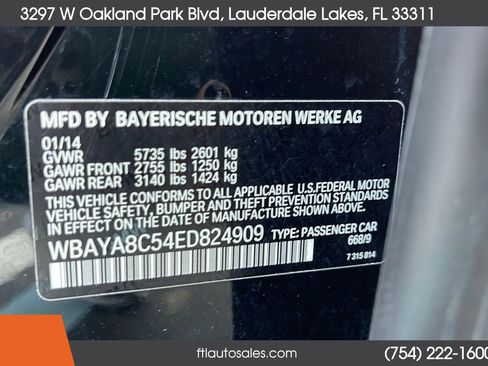 3297 W Oakland Park Blvd, Lauderdale Lakes, FL 33311
MFD BY BAYERISCHE MOTOREN WERKE AG
01/14
GVWR 5735 lbs 2601 kg
GAWR FRONT 2755 lbs 1250 kg
GAWR REAR 3140 lbs 1424 kg
THIS VEHICLE CONFORMS TO ALL APPLICABLE U.S. FEDERAL MOTOR
VEHICLE SAFETY, BUMPER AND THEFT PREVENTION STANDARDS
IN EFFECT ON THE DATE OF MANUFACTURE SHOWN ABOVE.
WBAYA8C54ED824909 TYPE: PASSENGER CAR
668/9
7 315 814
ftlautosales.com (754) 222-1600